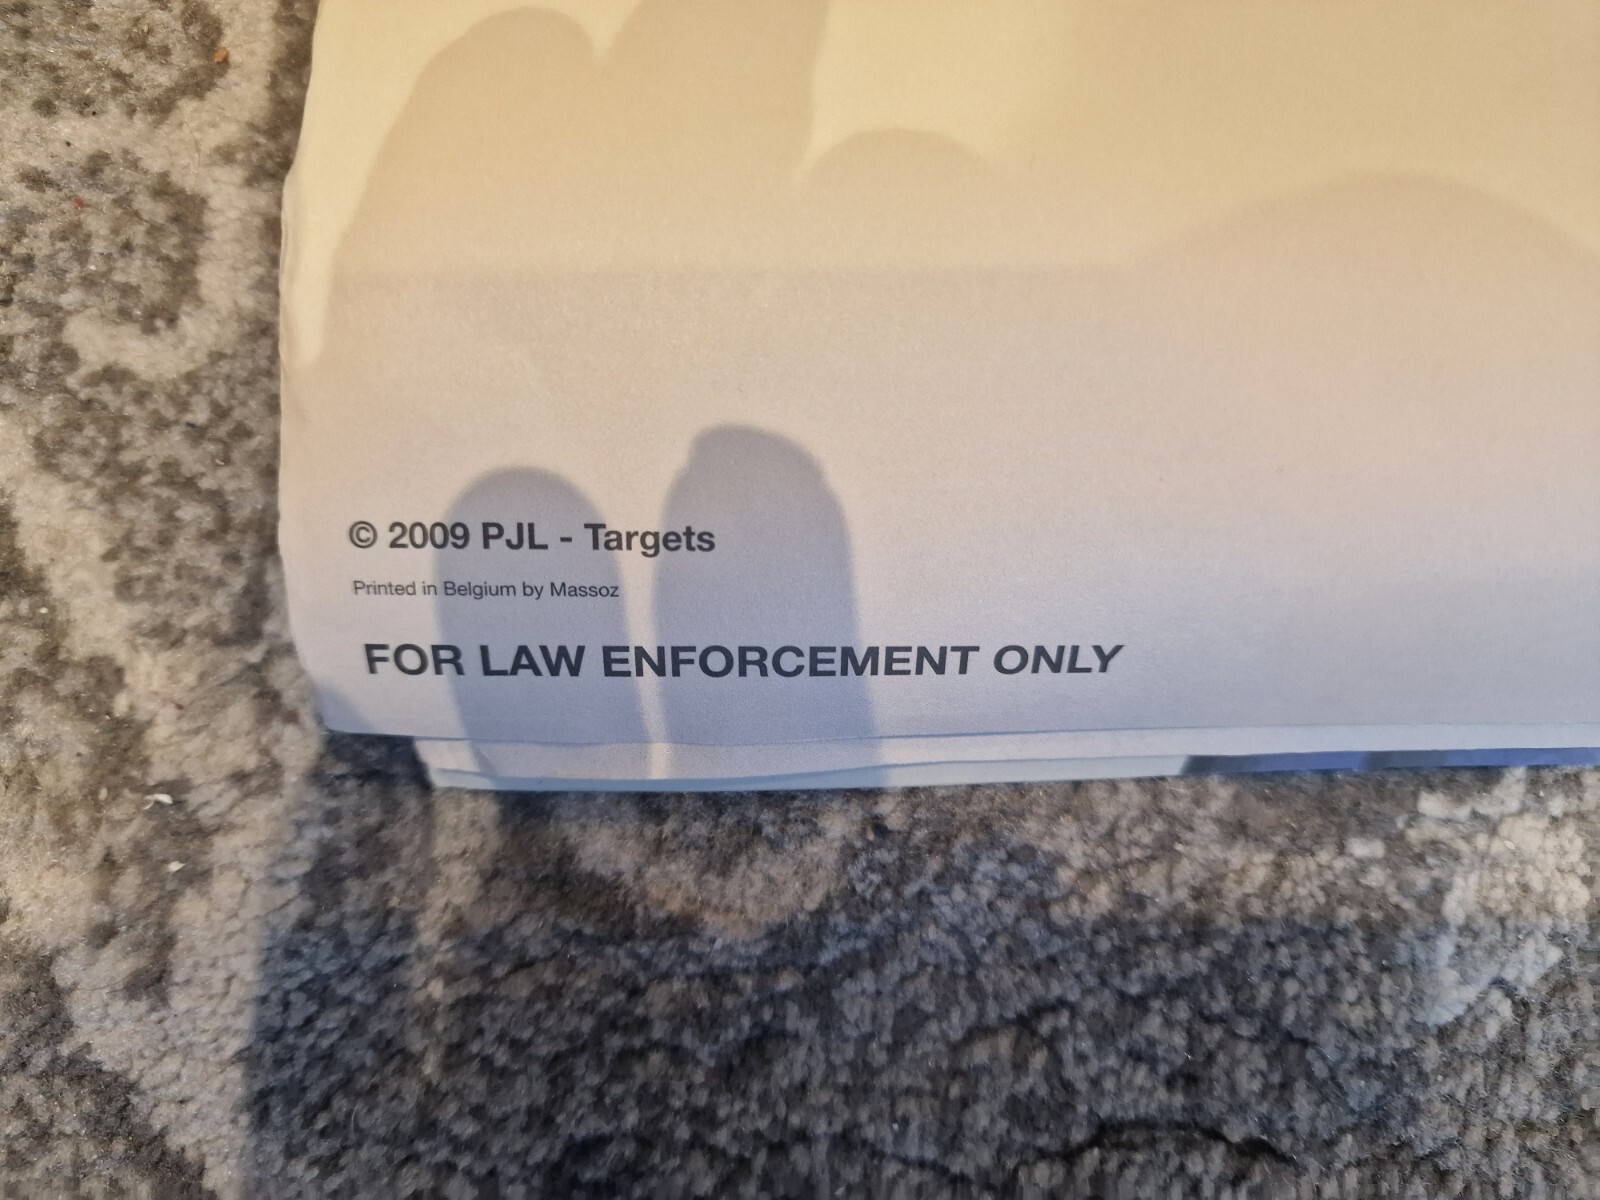 © 2009 PJL - Targets
Printed in Belgium by Massoz
FOR LAW ENFORCEMENT ONLY